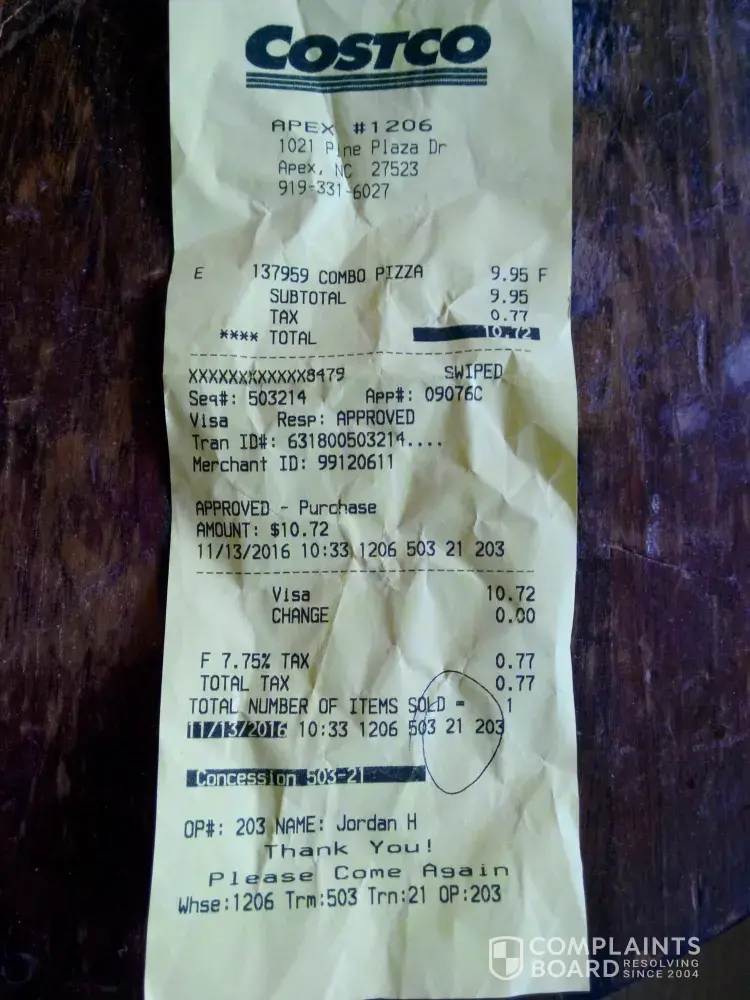 COSTCO
APEX #1206
1021 Pine Plaza Dr
Apex, NC 27523
919-331-6027
E 137959 COMBO PIZZA 9.95 F
SUBTOTAL 9.95
TAX 0.77
**** TOTAL 10.72
XXXXXXXXXXXX8479 SWIPED
Seq#: 503214 App#: 09076C
Visa Resp: APPROVED
Tran ID#: 631800503214....
Merchant ID: 99120611
APPROVED - Purchase
AMOUNT: $10.72
11/13/2016 10:33 1206 503 21 203
Visa 10.72
CHANGE 0.00
F 7.75% TAX 0.77
TOTAL TAX 0.77
TOTAL NUMBER OF ITEMS SOLD = 1
11/13/2016 10:33 1206 503 21 203
Concession 503-21
OP#: 203 NAME: Jordan H
Thank You!
Please Come Again
Whse:1206 Trm:503 Trn:21 OP:203
COMPLAINTS
BOARD RESOLVING SINCE 2004